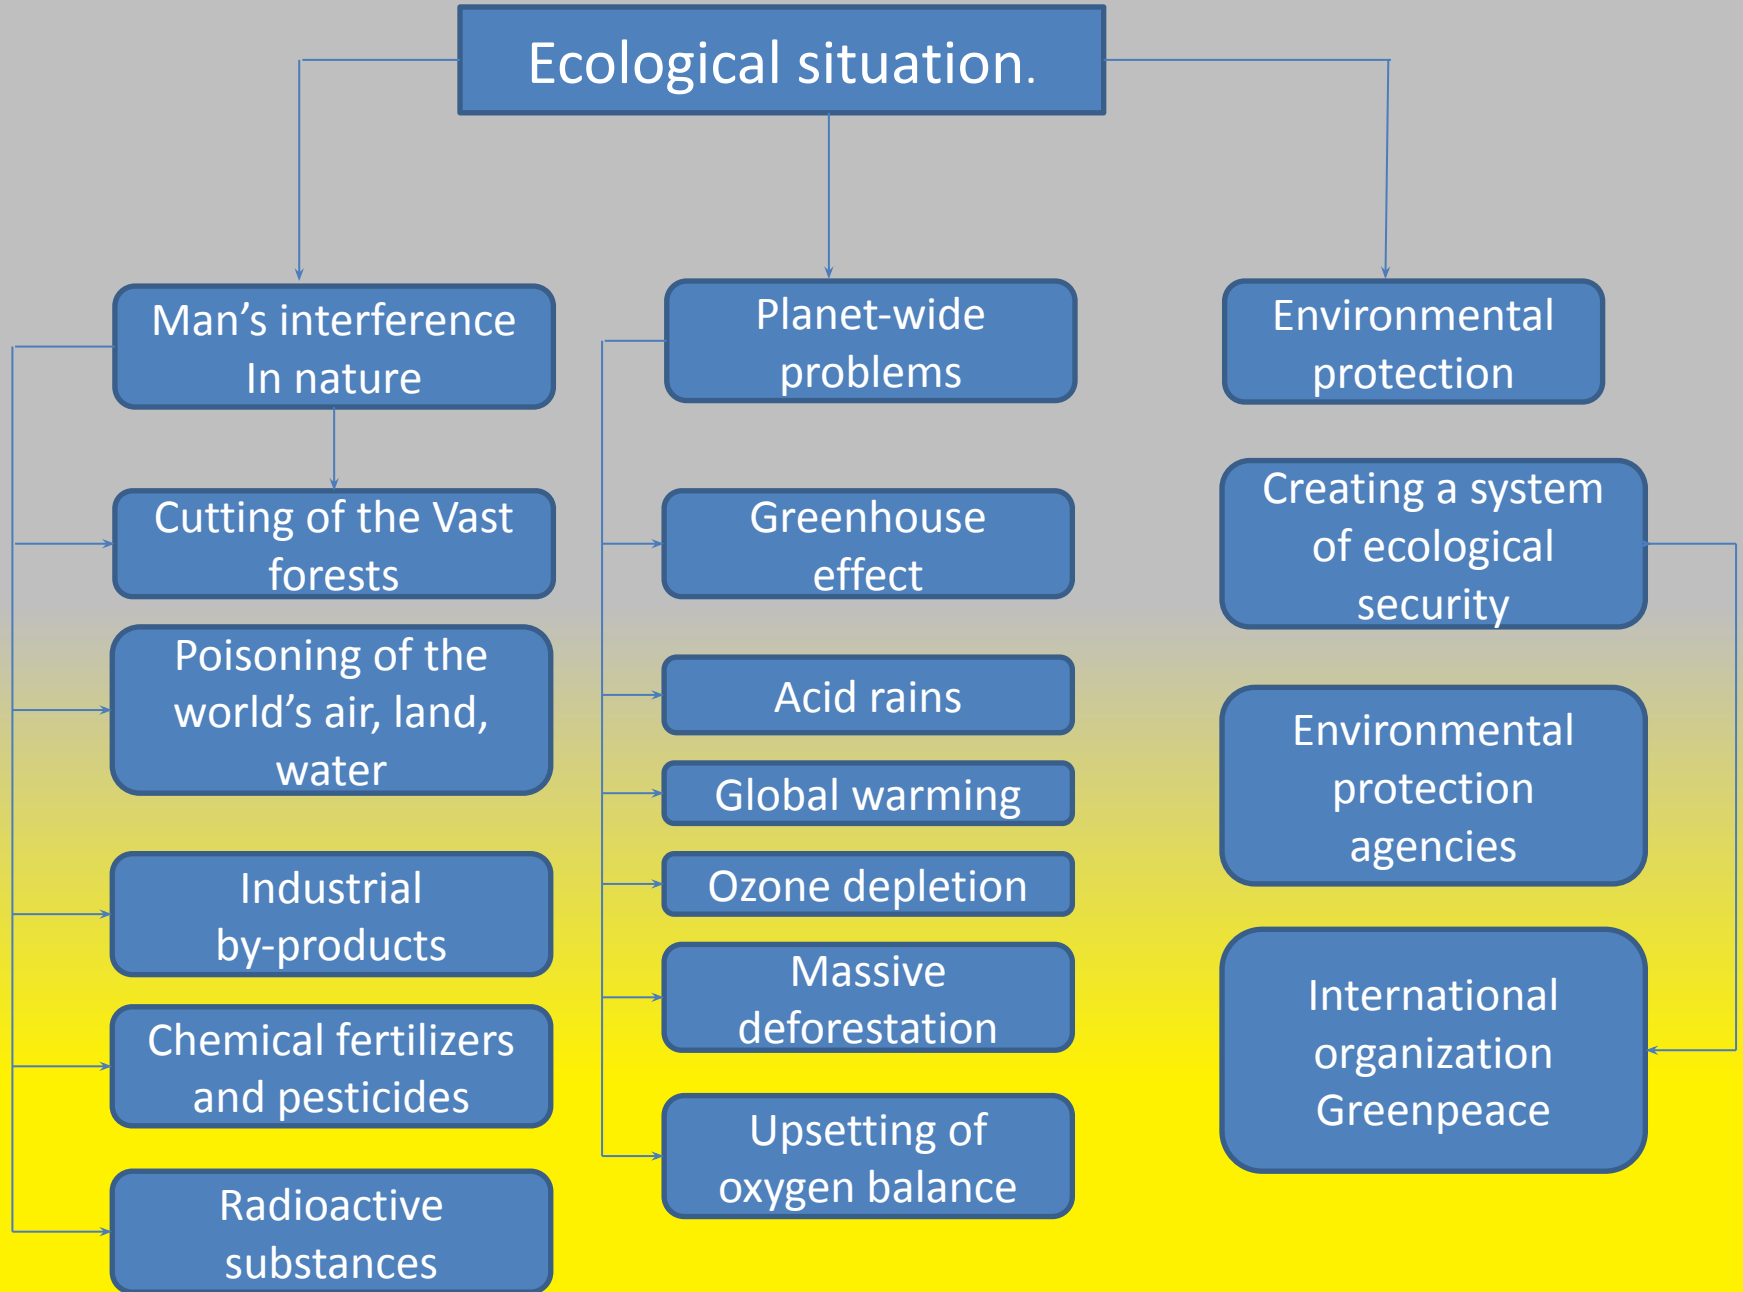 Ecological situation.
Man’s interference
In nature
Cutting of the Vast
forests
Poisoning of the
world’s air, land,
water
Industrial
by-products
Chemical fertilizers
and pesticides
Radioactive
substances
Planet-wide
problems
Greenhouse
effect
Acid rains
Global warming
Ozone depletion
Massive
deforestation
Upsetting of
oxygen balance
Environmental
protection
Creating a system
of ecological
security
Environmental
protection
agencies
International
organization
Greenpeace